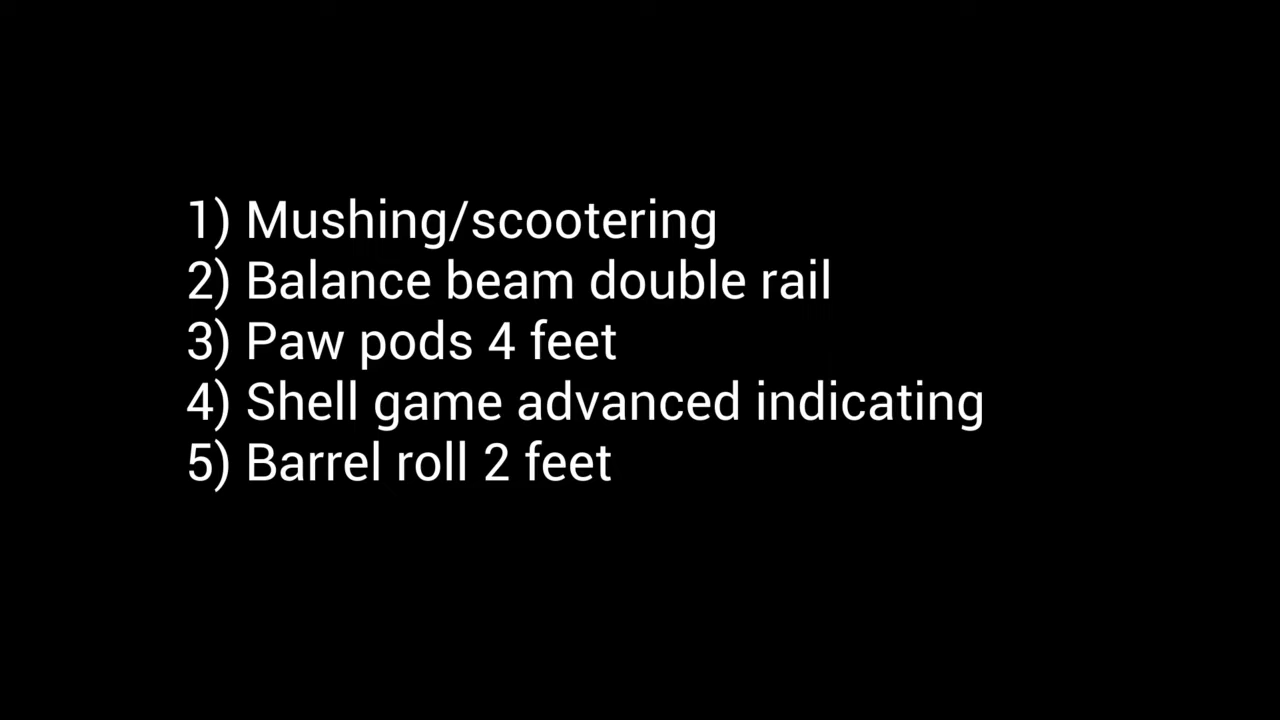 1) Mushing/scootering
2) Balance beam double rail
3) Paw pods 4 feet
4) Shell game advanced indicating
5) Barrel roll 2 feet